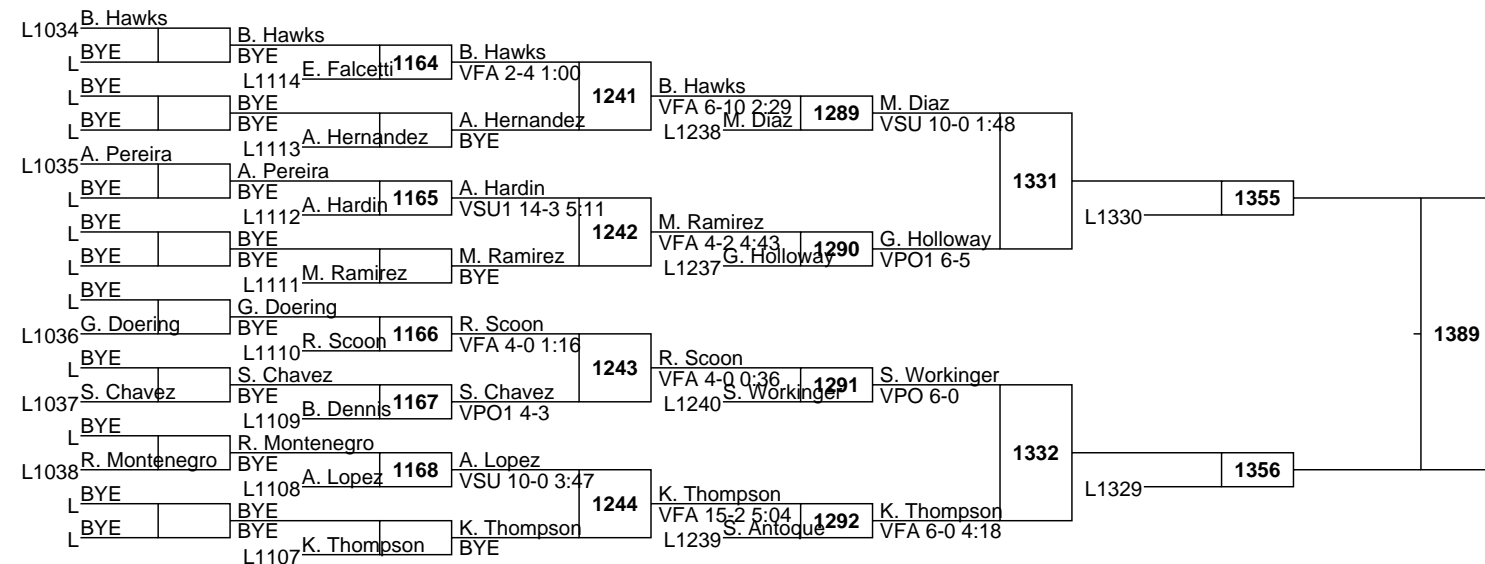 L1034 B. Hawks
L BYE
B. Hawks
BYE
L BYE
L BYE
BYE
BYE
L1035 A. Pereira
L BYE
A. Pereira
BYE
L BYE
L BYE
BYE
BYE
L BYE
L1036 G. Doering
G. Doering
BYE
L BYE
L1037 S. Chavez
S. Chavez
BYE
L BYE
L1038 R. Montenegro
R. Montenegro
BYE
L BYE
L BYE
BYE
BYE
L1114 E. Falcetti 1164
L1113 A. Hernandez
L1112 A. Hardin 1165
L1111 M. Ramirez
L1110 R. Scoon 1166
L1109 B. Dennis 1167
L1108 A. Lopez 1168
L1107 K. Thompson
B. Hawks
VFA 2-4 1:00
1241
A. Hernandez
BYE
A. Hardin
VSU1 14-3 5:11
1242
M. Ramirez
BYE
R. Scoon
VFA 4-0 1:16
1243
S. Chavez
VPO1 4-3
A. Lopez
VSU 10-0 3:47
1244
K. Thompson
BYE
B. Hawks
VFA 6-10 2:29
L1238 M. Diaz 1289
M. Ramirez
VFA 4-2 4:43
L1237 G. Holloway 1290
R. Scoon
VFA 4-0 0:36
L1240 S. Workinger 1291
K. Thompson
VFA 15-2 5:04
L1239 S. Antoque 1292
M. Diaz
VSU 10-0 1:48
1331
G. Holloway
VPO1 6-5
S. Workinger
VPO 6-0
1332
K. Thompson
VFA 6-0 4:18
L1330 1355
L1329 1356
1389